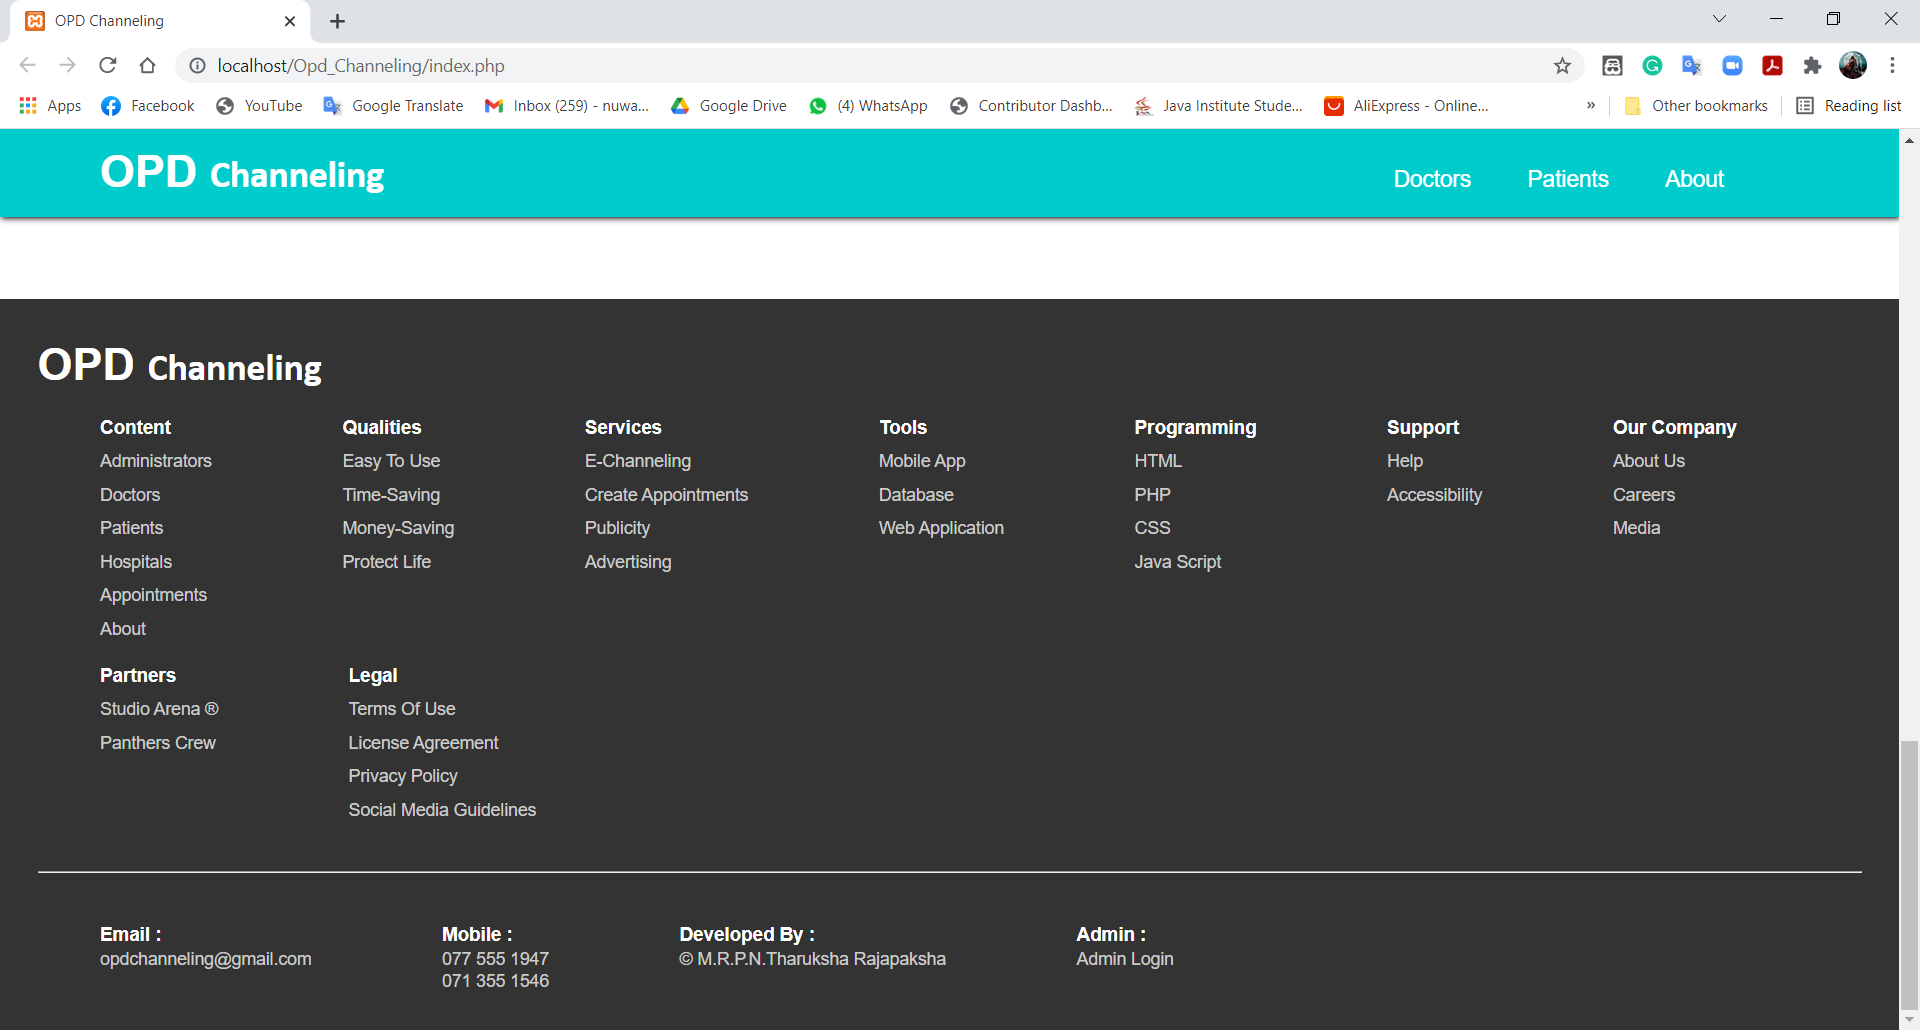 OPD Channeling
localhost/Opd_Channeling/index.php
Apps Facebook YouTube Google Translate Inbox (259) - nuwa... Google Drive (4) WhatsApp Contributor Dashb... Java Institute Stude... AliExpress - Online... » Other bookmarks Reading list
OPD Channeling
Doctors Patients About
OPD Channeling
Content
Administrators
Doctors
Patients
Hospitals
Appointments
About
Qualities
Easy To Use
Time-Saving
Money-Saving
Protect Life
Services
E-Channeling
Create Appointments
Publicity
Advertising
Tools
Mobile App
Database
Web Application
Programming
HTML
PHP
CSS
Java Script
Support
Help
Accessibility
Our Company
About Us
Careers
Media
Partners
Studio Arena ®
Panthers Crew
Legal
Terms Of Use
License Agreement
Privacy Policy
Social Media Guidelines
Email :
opdchanneling@gmail.com
Mobile :
077 555 1947
071 355 1546
Developed By :
© M.R.P.N.Tharuksha Rajapaksha
Admin :
Admin Login